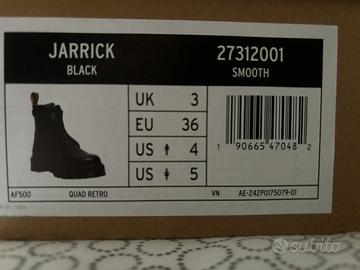 JARRICK
BLACK
27312001
SMOOTH
UK 3
EU 36
US 4
US 5
1 90665 47048 2
AF500 QUAD RETRO VN AE-242P0175079-01
subito